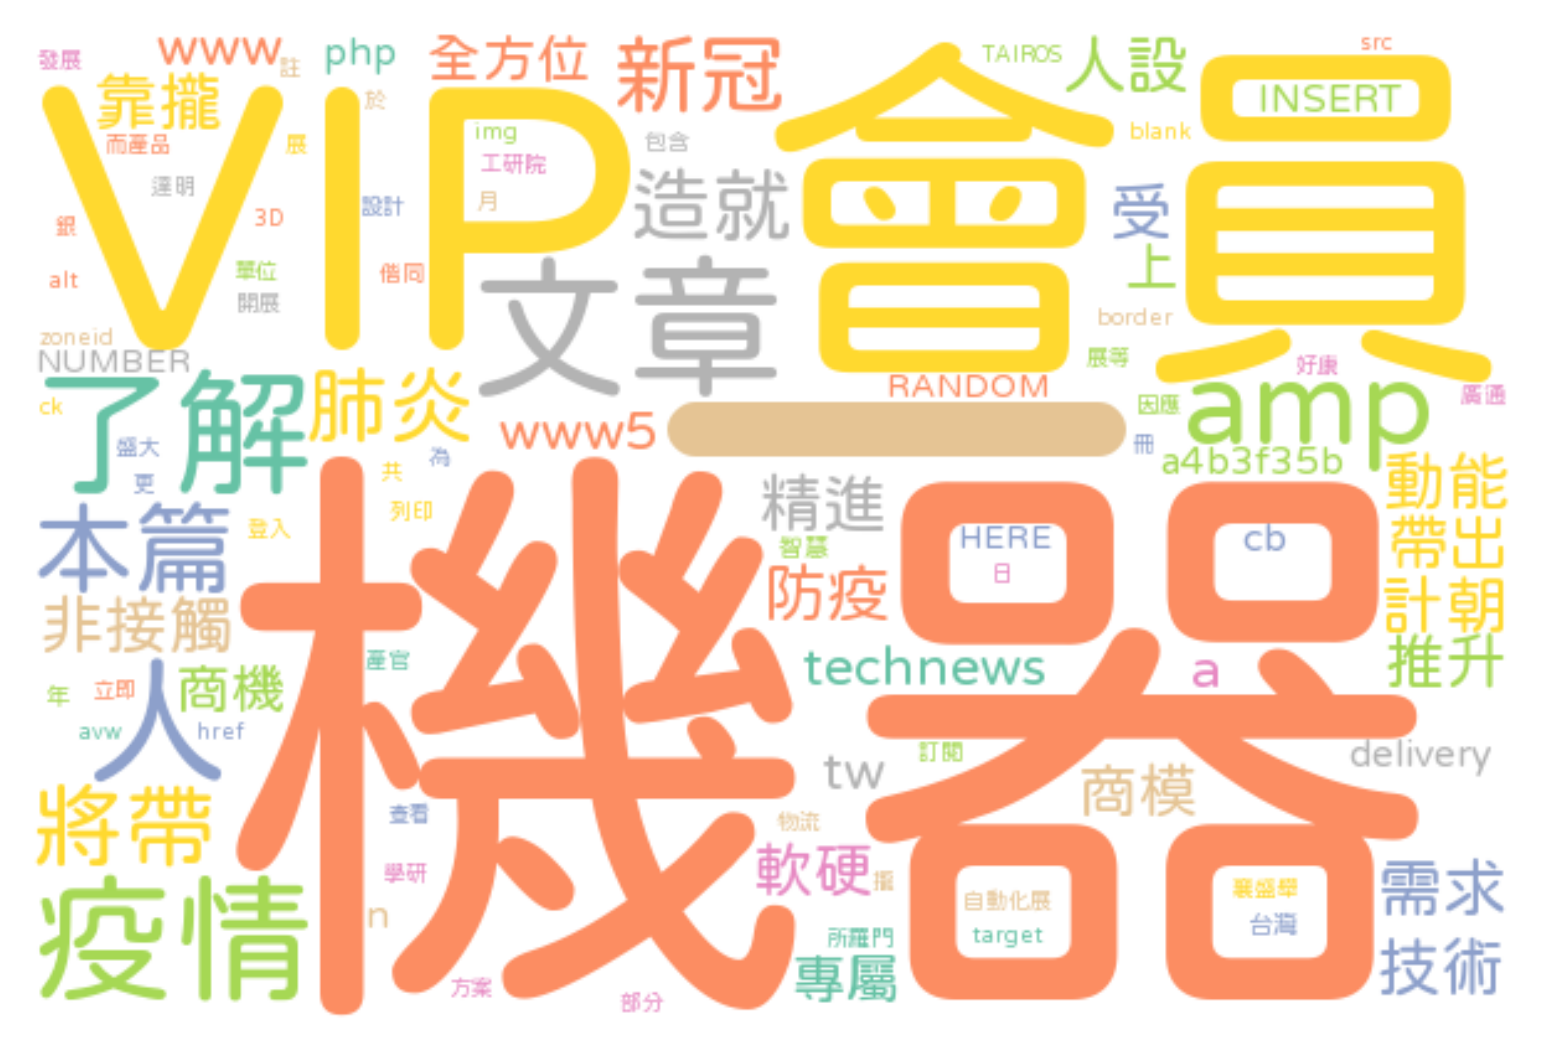 發展
www
註
php
全方位
新冠
TAIROS
人設
src
靠攏
於
INSERT
VIP
會員
而產品
展
img
包含
blank
工研院
達明
設計
月
造就
受
銀
3D
上
alt
單位
偕同
文章
開展
border
zoneid
NUMBER
展等
好康
了解
肺炎
RANDOM
amp
廣通
ck
www5
一
因應
盛大
為
冊
a4b3f35b
更
共
動能
本篇
登入
列印
精進
智慧
HERE
cb
帶出
日
防疫
機器
計朝
非接觸
產官
technews
a
推升
年
立即
人
商機
avw
href
訂閱
tw
商模
delivery
將帶
查看
物流
軟硬
擺
學研
需求
疫情
n
自動化展
襄盛舉
台灣
target
所羅門
專屬
技術
方案
部分